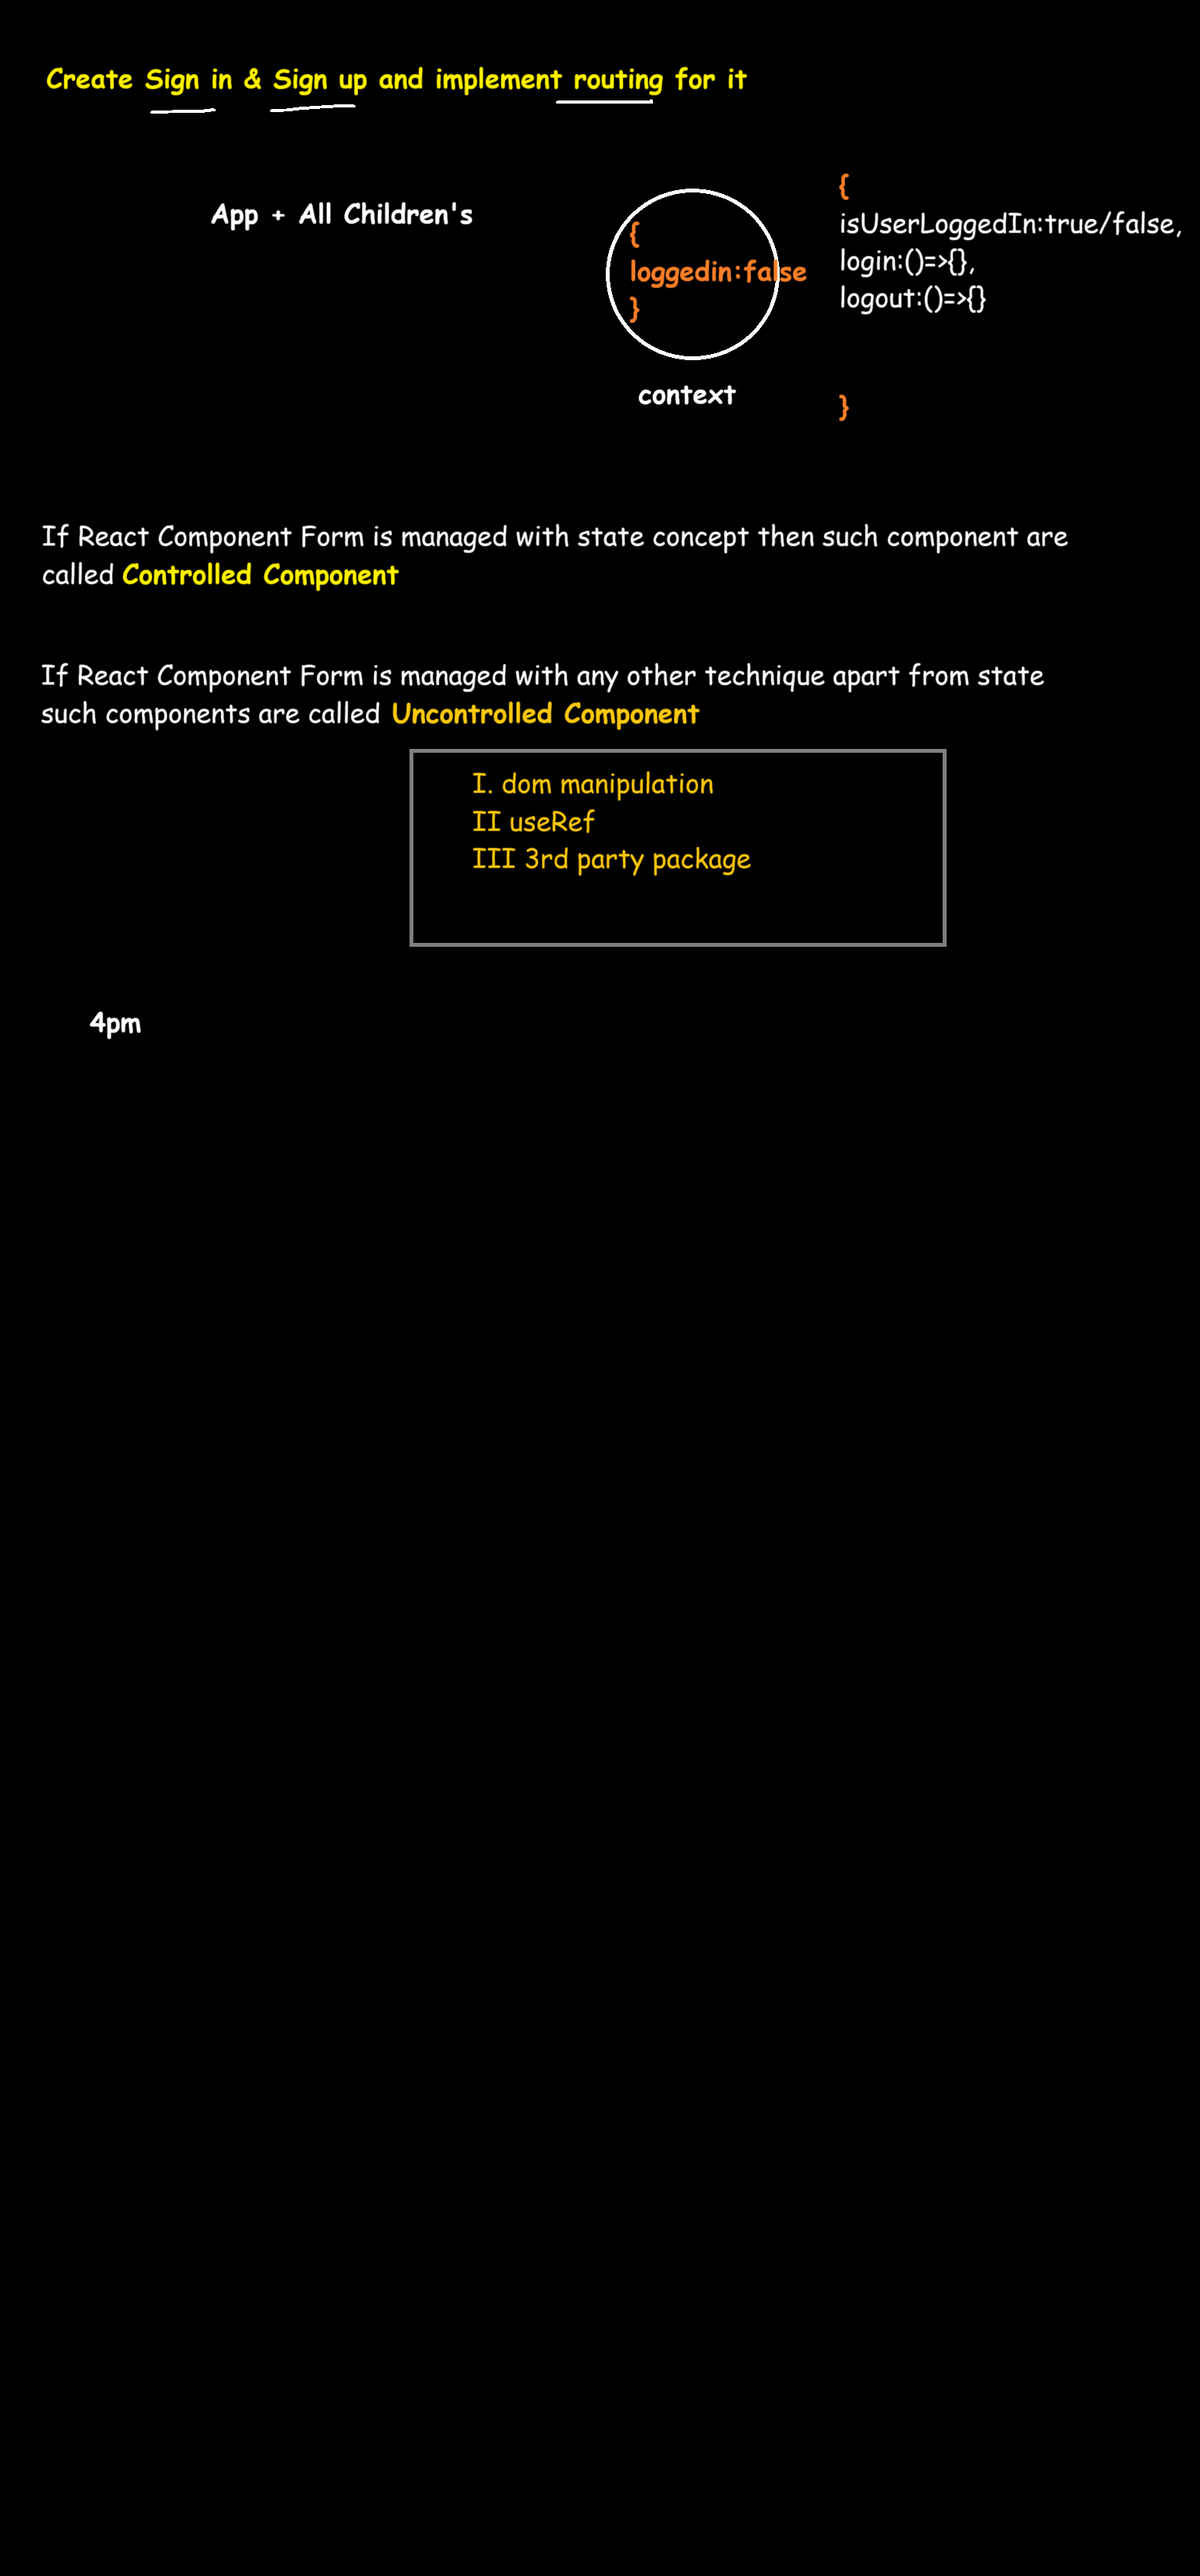 Create Sign in & Sign up and implement routing for it
App + All Children's
{
loggedin:false
}
context
{
isUserLoggedIn:true/false,
login:()=>{},
logout:()=>{}
}
If React Component Form is managed with state concept then such component are
called Controlled Component
If React Component Form is managed with any other technique apart from state
such components are called Uncontrolled Component
I. dom manipulation
II useRef
III 3rd party package
4pm